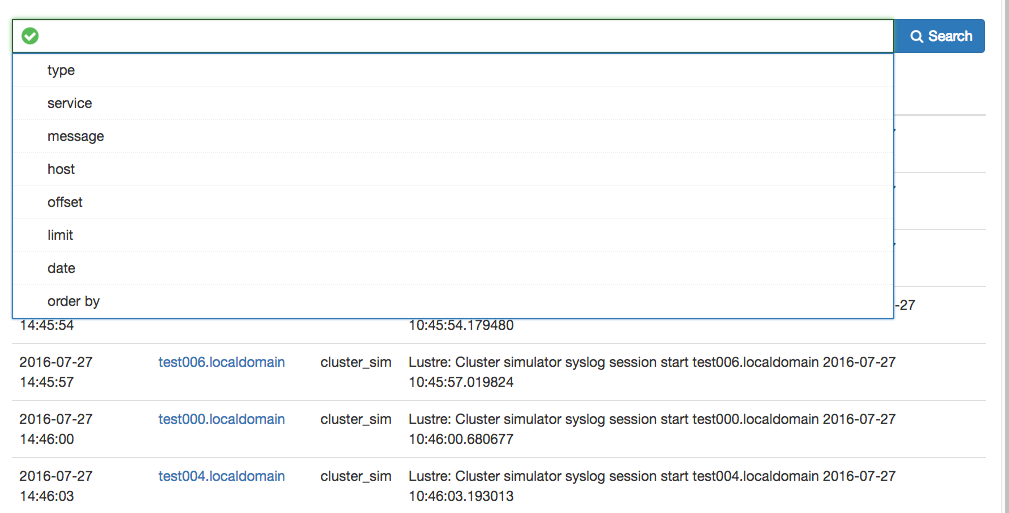 Search
type
service
message
host
offset
limit
date
order by
-27
14:45:54 10:45:54.179480
2016-07-27 test006.localdomain cluster_sim Lustre: Cluster simulator syslog session start test006.localdomain 2016-07-27
14:45:57 10:45:57.019824
2016-07-27 test000.localdomain cluster_sim Lustre: Cluster simulator syslog session start test000.localdomain 2016-07-27
14:46:00 10:46:00.680677
2016-07-27 test004.localdomain cluster_sim Lustre: Cluster simulator syslog session start test004.localdomain 2016-07-27
14:46:03 10:46:03.193013